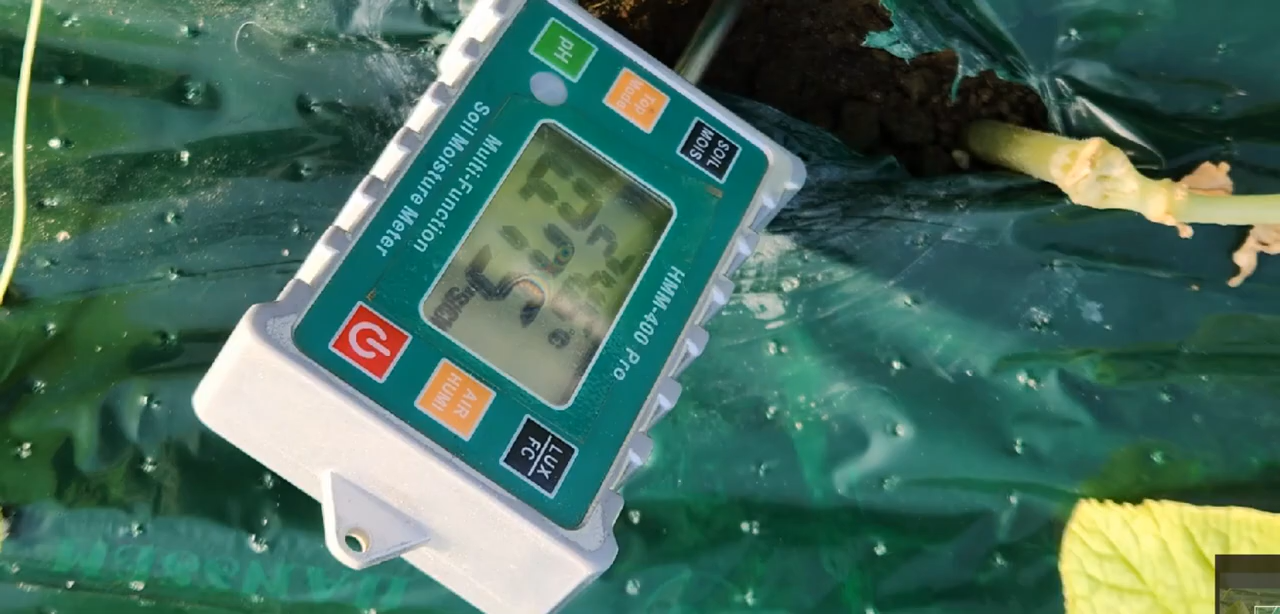 pH
Top
Mode
SOIL
MOIS
Multi-Function
Soil Moisture Meter
HMM-400 Pro
AIR
HUMI
LUX
FC